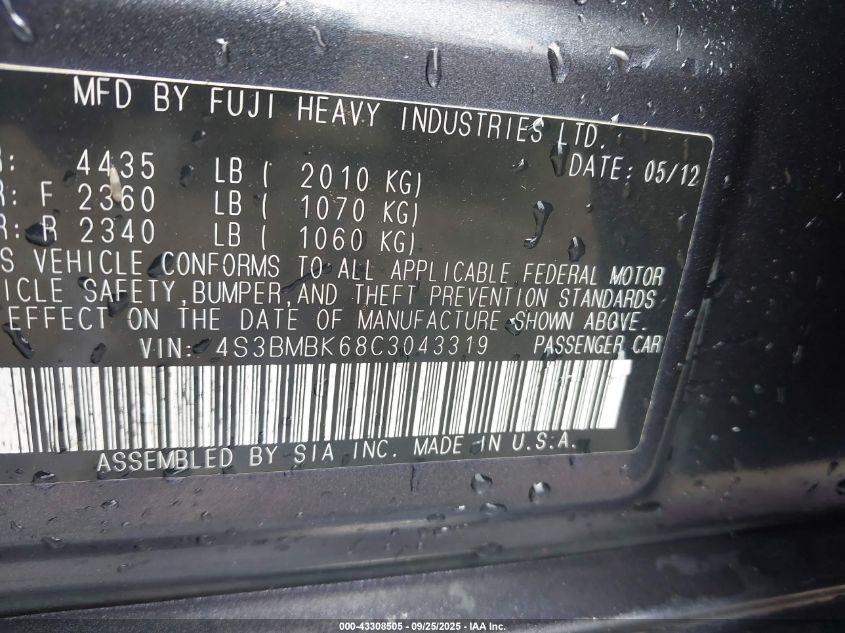 MFD BY FUJI HEAVY INDUSTRIES LTD.
DATE: 05/12
R: 4435 LB ( 2010 KG)
R: F 2360 LB ( 1070 KG)
R: R 2340 LB ( 1060 KG)
S VEHICLE CONFORMS TO ALL APPLICABLE FEDERAL MOTOR
ICLE SAFETY,BUMPER,AND THEFT PREVENTION STANDARDS
EFFECT ON THE DATE OF MANUFACTURE SHOWN ABOVE.
VIN: 4S3BMBK68C3043319 PASSENGER CAR
ASSEMBLED BY SIA INC. MADE IN U.S.A.
000-43308505 - 09/25/2025 - IAA Inc.